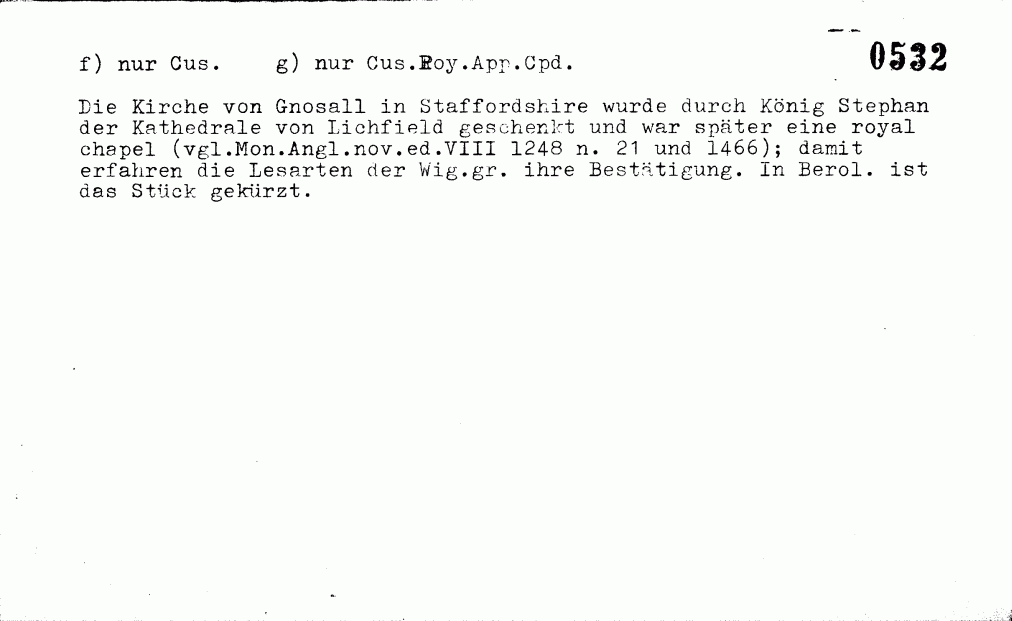 f) nur Cus. g) nur Cus.Roy.App.Cpd. 0532
Die Kirche von Gnosall in Staffordshire wurde durch König Stephan
der Kathedrale von Lichfield geschenkt und war später eine royal
chapel (vgl.Mon.Angl.nov.ed.VIII 1248 n. 21 und 1466); damit
erfahren die Lesarten der Wig.gr. ihre Bestätigung. In Berol. ist
das Stück gekürzt.